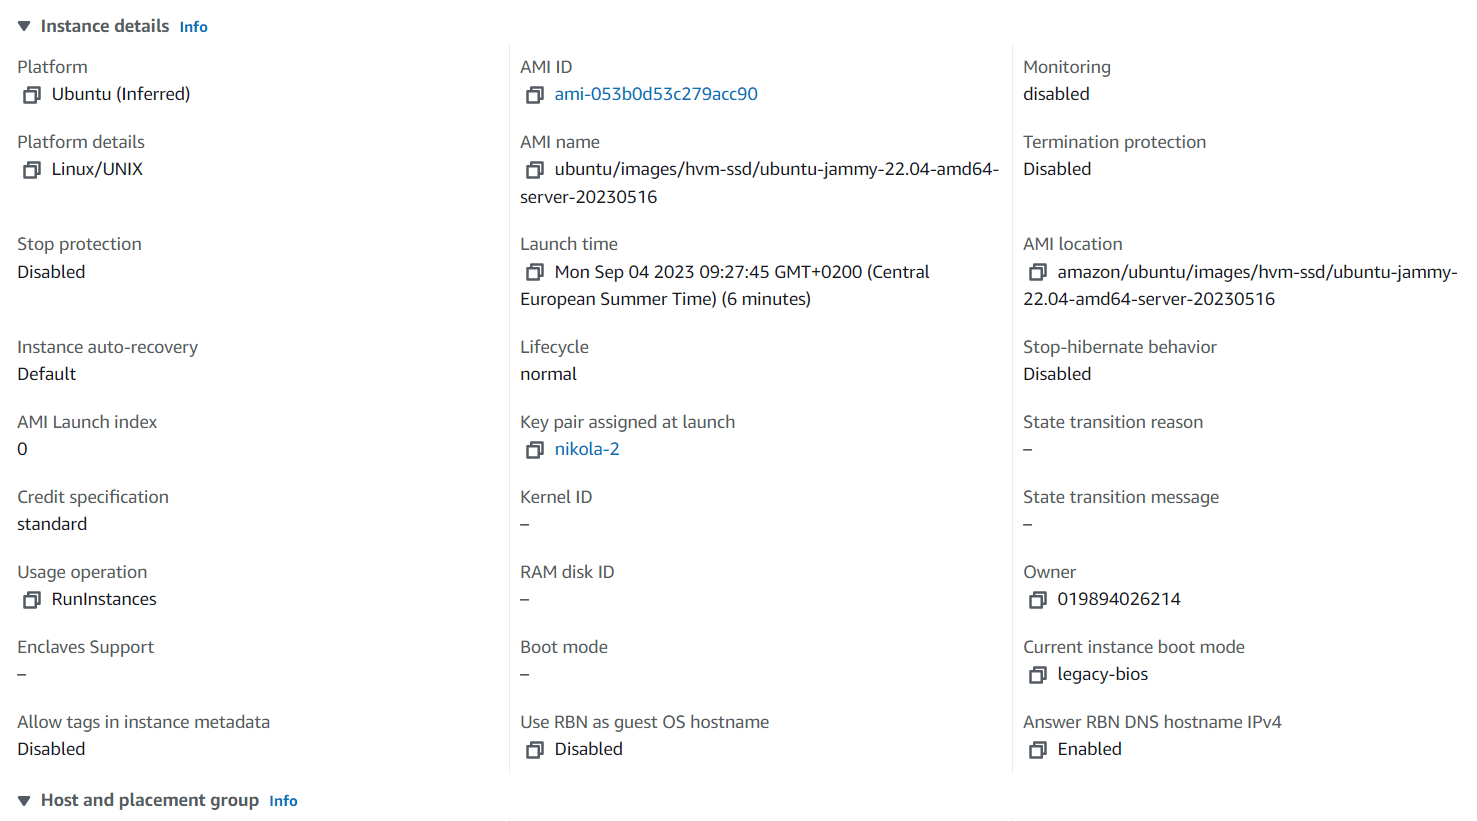 Instance details Info
Platform
Ubuntu (Inferred)
AMI ID
ami-053b0d53c279acc90
Monitoring
disabled
Platform details
Linux/UNIX
AMI name
ubuntu/images/hvm-ssd/ubuntu-jammy-22.04-amd64-
server-20230516
Termination protection
Disabled
Stop protection
Disabled
Launch time
Mon Sep 04 2023 09:27:45 GMT+0200 (Central
European Summer Time) (6 minutes)
AMI location
amazon/ubuntu/images/hvm-ssd/ubuntu-jammy-
22.04-amd64-server-20230516
Instance auto-recovery
Default
Lifecycle
normal
Stop-hibernate behavior
Disabled
AMI Launch index
0
Key pair assigned at launch
nikola-2
State transition reason
–
Credit specification
standard
Kernel ID
–
State transition message
–
Usage operation
RunInstances
RAM disk ID
–
Owner
019894026214
Enclaves Support
–
Boot mode
–
Current instance boot mode
legacy-bios
Allow tags in instance metadata
Disabled
Use RBN as guest OS hostname
Disabled
Answer RBN DNS hostname IPv4
Enabled
Host and placement group Info